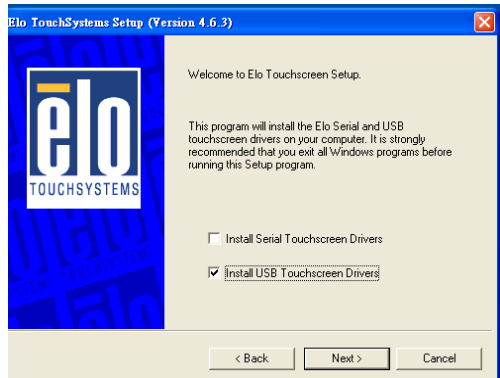 Elo TouchSystems Setup (Version 4.6.3)
elo
TOUCHSYSTEMS
Welcome to Elo Touchscreen Setup.
This program will install the Elo Serial and USB
touchscreen drivers on your computer. It is strongly
recommended that you exit all Windows programs before
running this Setup program.
Install Serial Touchscreen Drivers
Install USB Touchscreen Drivers
< Back
Next >
Cancel